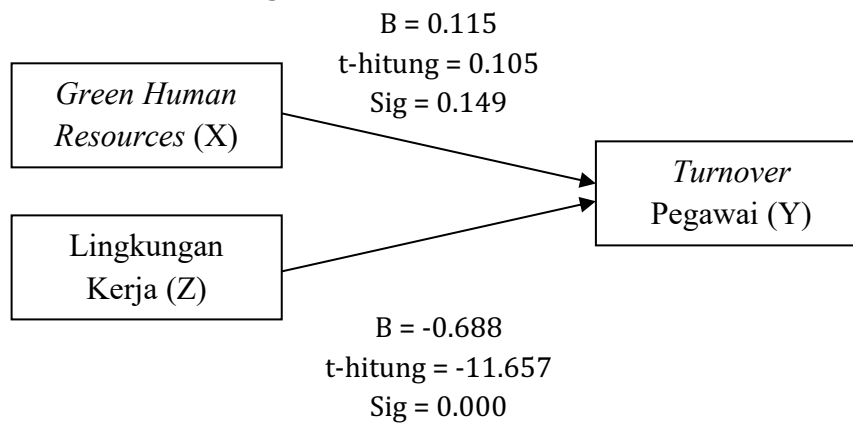 B = 0.115
t-hitung = 0.105
Sig = 0.149
Green Human
Resources (X)
Turnover
Pegawai (Y)
Lingkungan
Kerja (Z)
B = -0.688
t-hitung = -11.657
Sig = 0.000